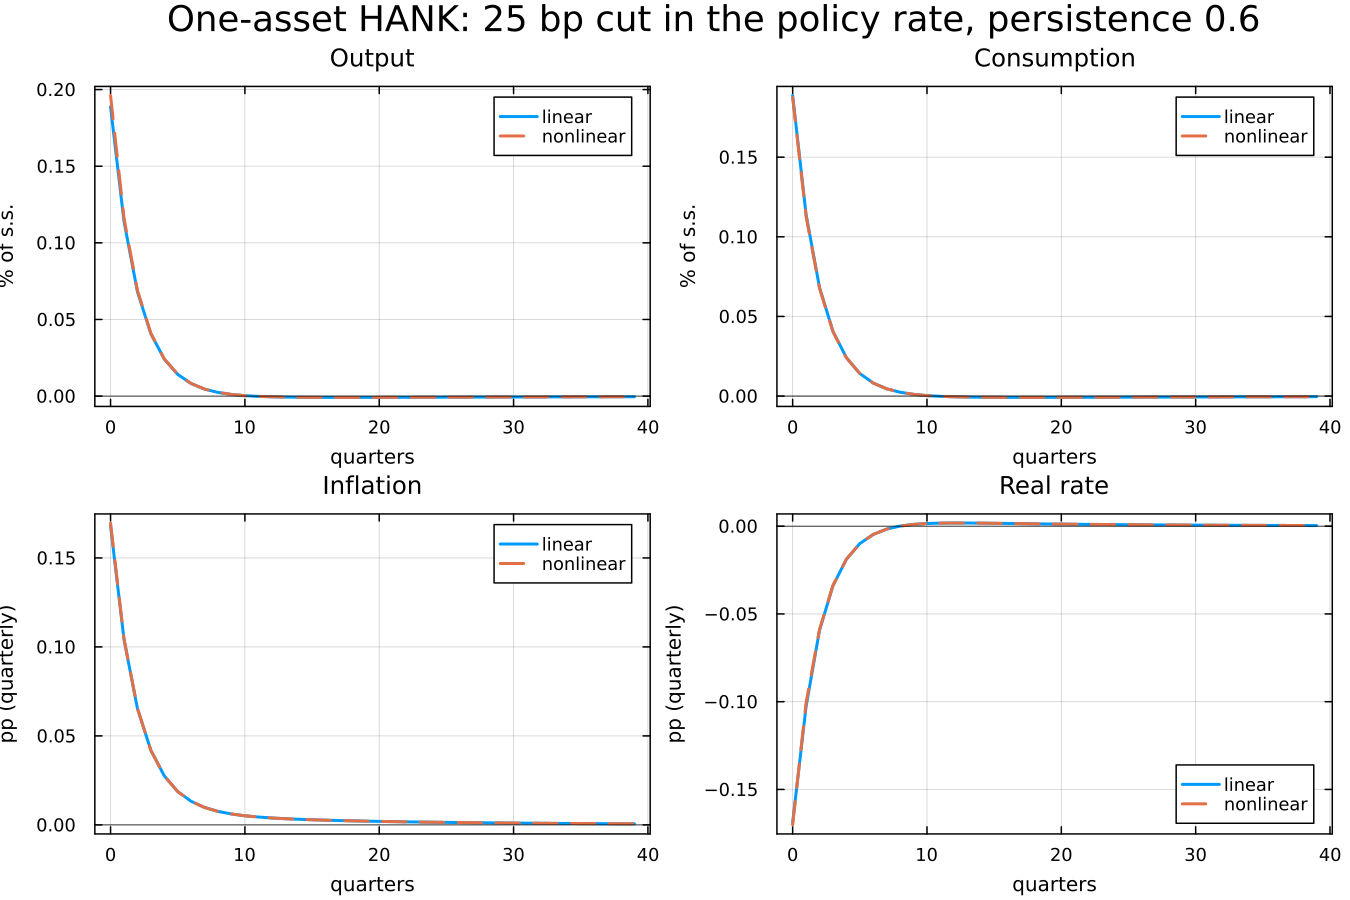 One-asset HANK: 25 bp cut in the policy rate, persistence 0.6
Output
% of s.s.
0.20
0.15
0.10
0.05
0.00
linear
nonlinear
0 10 20 30 40
quarters
Consumption
% of s.s.
0.15
0.10
0.05
0.00
linear
nonlinear
0 10 20 30 40
quarters
Inflation
pp (quarterly)
0.15
0.10
0.05
0.00
linear
nonlinear
0 10 20 30 40
quarters
Real rate
pp (quarterly)
0.00
−0.05
−0.10
−0.15
linear
nonlinear
0 10 20 30 40
quarters